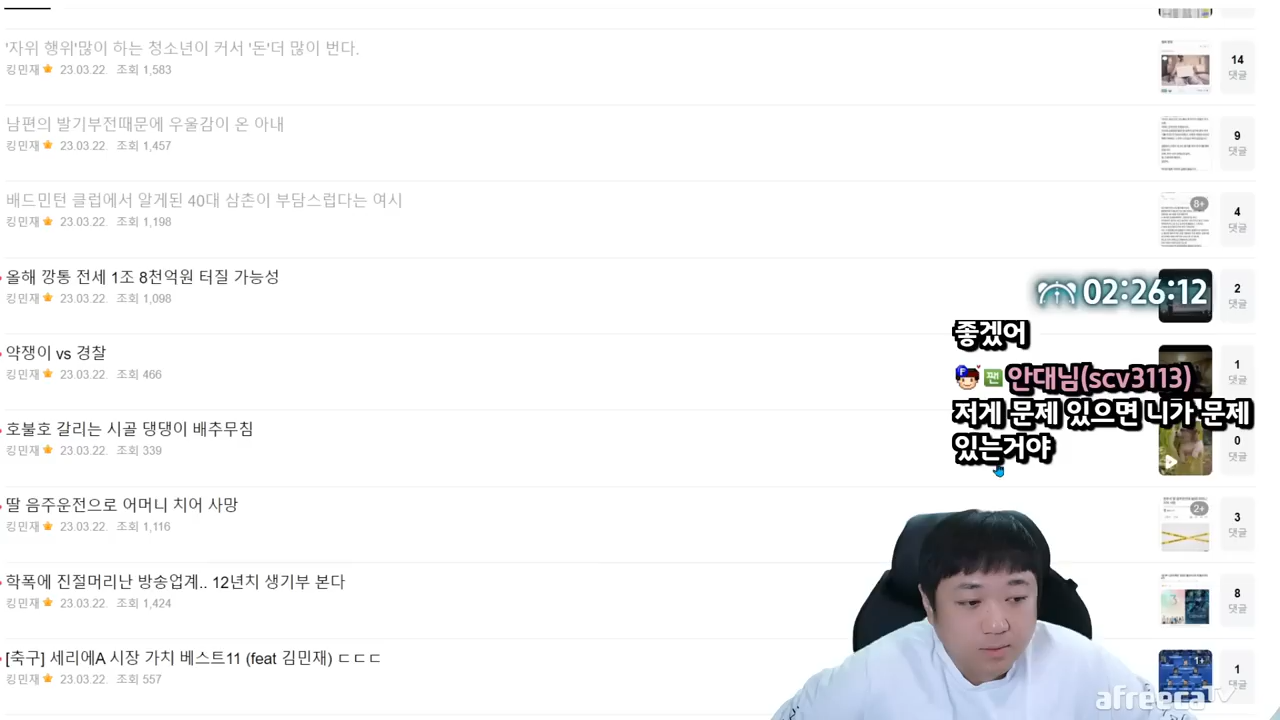 '자위 행위'많이 하는 청소년이 커서 '돈'더 많이 번다.
킹민재 23.03.22. 조회 1,583
14
댓글
남편의 발기부전때문에 우울감이 온 아내
킹민재 23.03.22.
9
댓글
배드민턴 클럽에서 알게된 40대 삼촌이 부담스럽다는 여시
킹민재 23.03.22. 조회 1,198
8+
4
댓글
올해 깡통 전세 1조 8천억원 터질 가능성
킹민재 23.03.22. 조회 1,098
2
댓글
02:26:12
좋겠어
약쟁이 vs 경찰
킹민재 23.03.22. 조회 466
1
안대님(scv3113)
저게 문제 있으면 니가 문제
있는거야
호불호 갈리는 시골 댕댕이 배추무침
킹민재 23.03.22. 조회 339
0
댓글
딸 음주운전으로 어머니 치어 사망
킹민재 23.03.22. 조회 1,116
2+
3
댓글
학폭에 진절머리난 방송업계.. 12년치 생기부 본다
킹민재 23.03.22. 조회 1,424
8
댓글
[축구] 세리에A 시장 가치 베스트11 (feat 김민재) ㄷㄷㄷ
킹민재 23.03.22. 조회 557
1+
1
댓글
afreecaTV